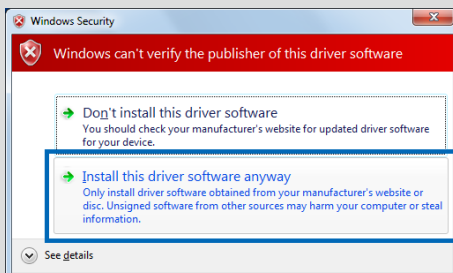 Windows Security
Windows can't verify the publisher of this driver software
Don't install this driver software
You should check your manufacturer's website for updated driver software
for your device.
Install this driver software anyway
Only install driver software obtained from your manufacturer's website or
disc. Unsigned software from other sources may harm your computer or steal
information.
See details